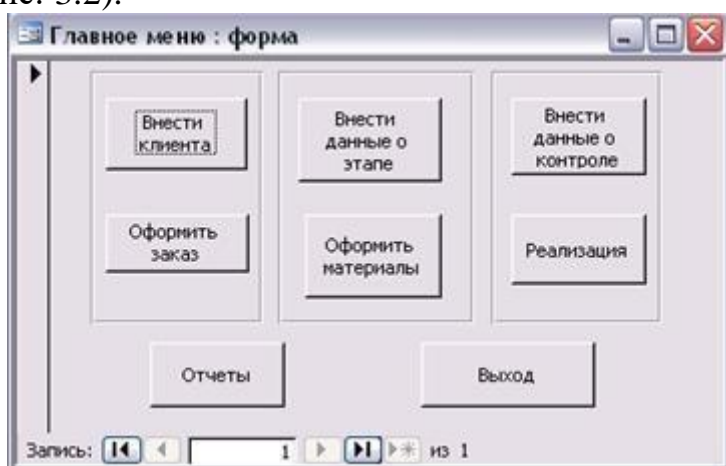 3.2).
Главное меню : форма
Внести
клиента
Внести
данные о
этапе
Внести
данные о
контроле
Оформить
заказ
Оформить
материалы
Реализация
Отчеты
Выход
Запись: 1 из 1